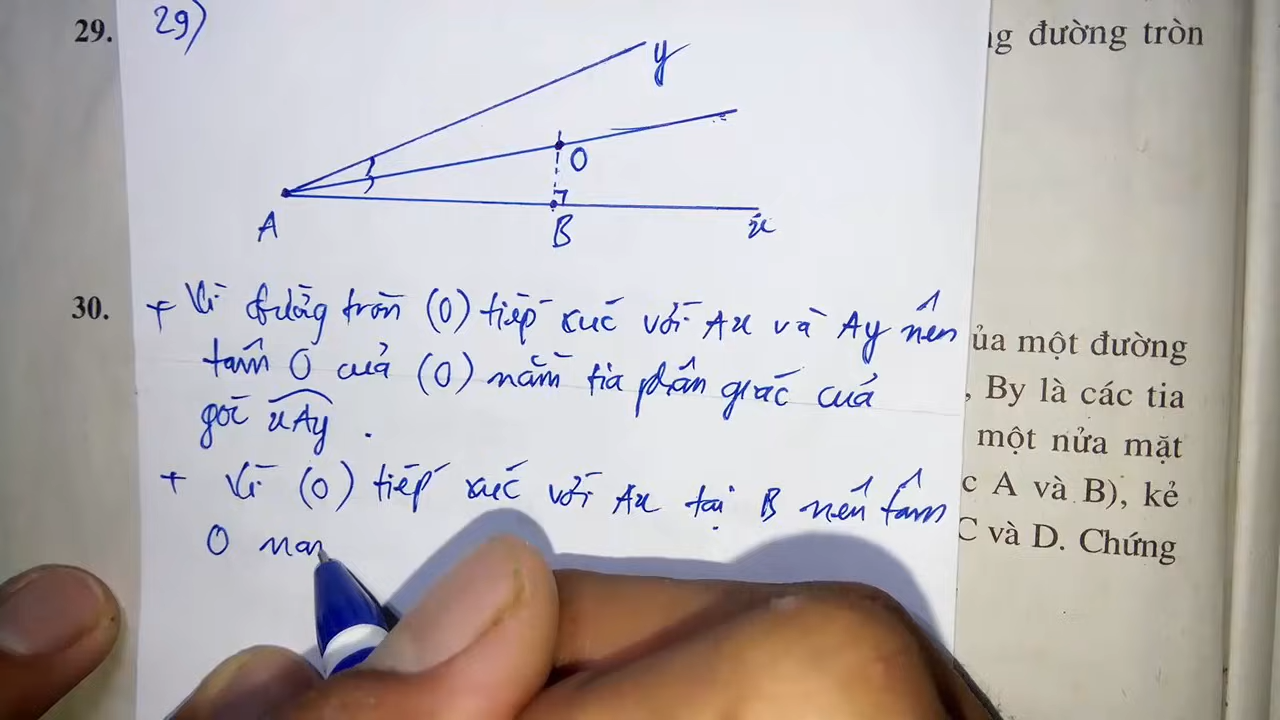 29.
29)
ng đường tròn
y
O
A
B
x
30.
+ Vì đường tròn (O) tiếp xúc với Ax và Ay nên
tâm O của (O) nằm tia phân giác của
góc xAy.
+ Vì (O) tiếp xúc với Ax tại B nên tâm
O nằm
ủa một đường
, By là các tia
một nửa mặt
c A và B), kẻ
C và D. Chứng